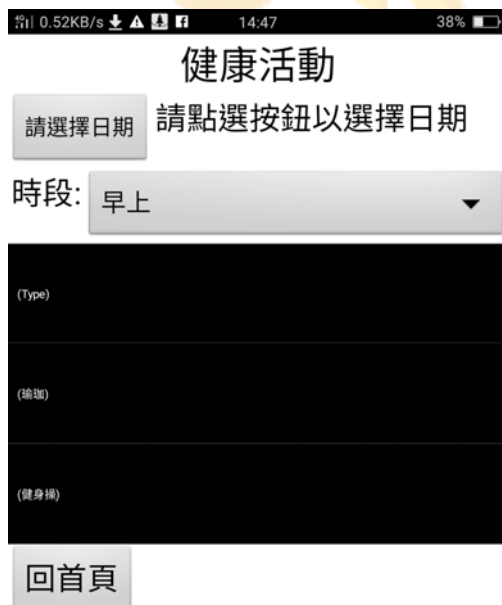 4G 0.52KB/s 14:47 38%
健康活動
請選擇日期 請點選按鈕以選擇日期
時段: 早上
(Type)
(瑜珈)
(健身操)
回首頁